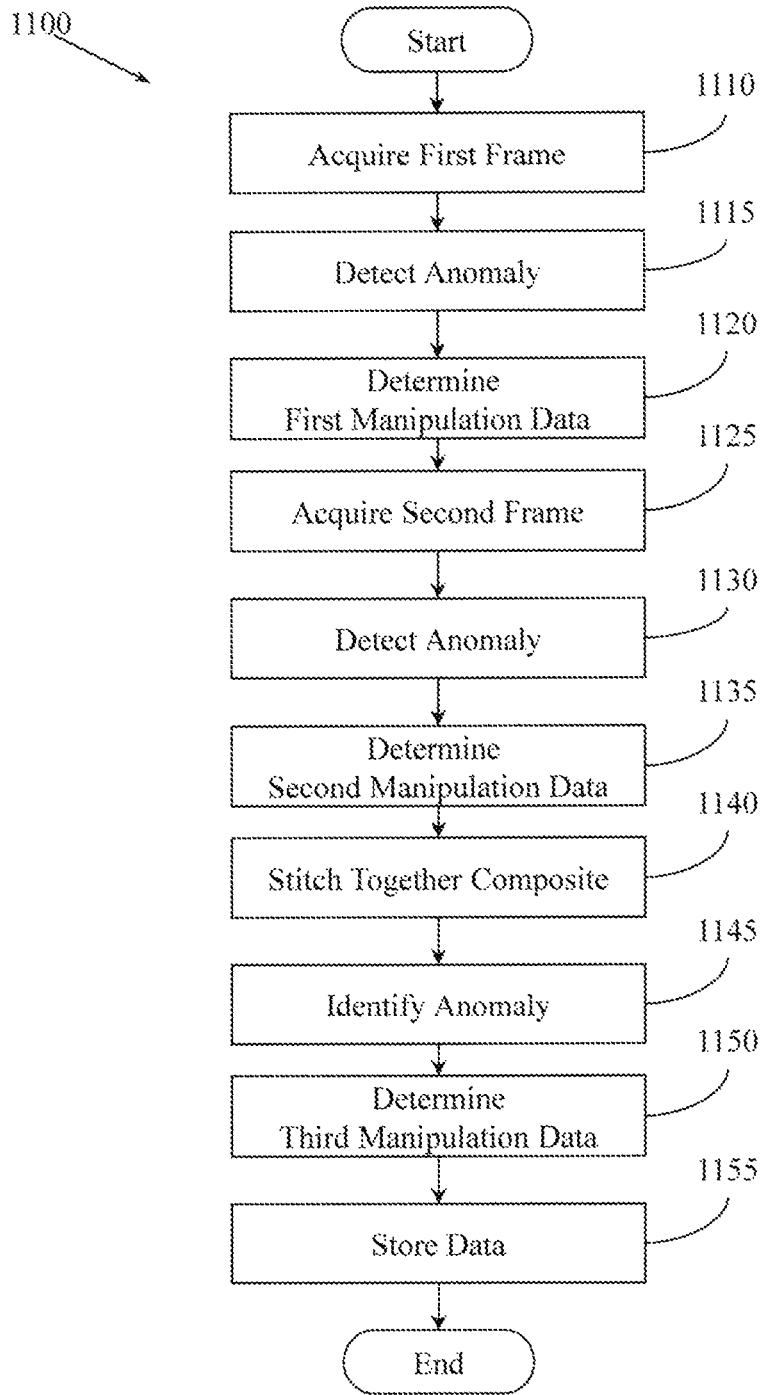 1100
Start
1110
Acquire First Frame
1115
Detect Anomaly
1120
Determine
First Manipulation Data
1125
Acquire Second Frame
1130
Detect Anomaly
1135
Determine
Second Manipulation Data
1140
Stitch Together Composite
1145
Identify Anomaly
1150
Determine
Third Manipulation Data
1155
Store Data
End